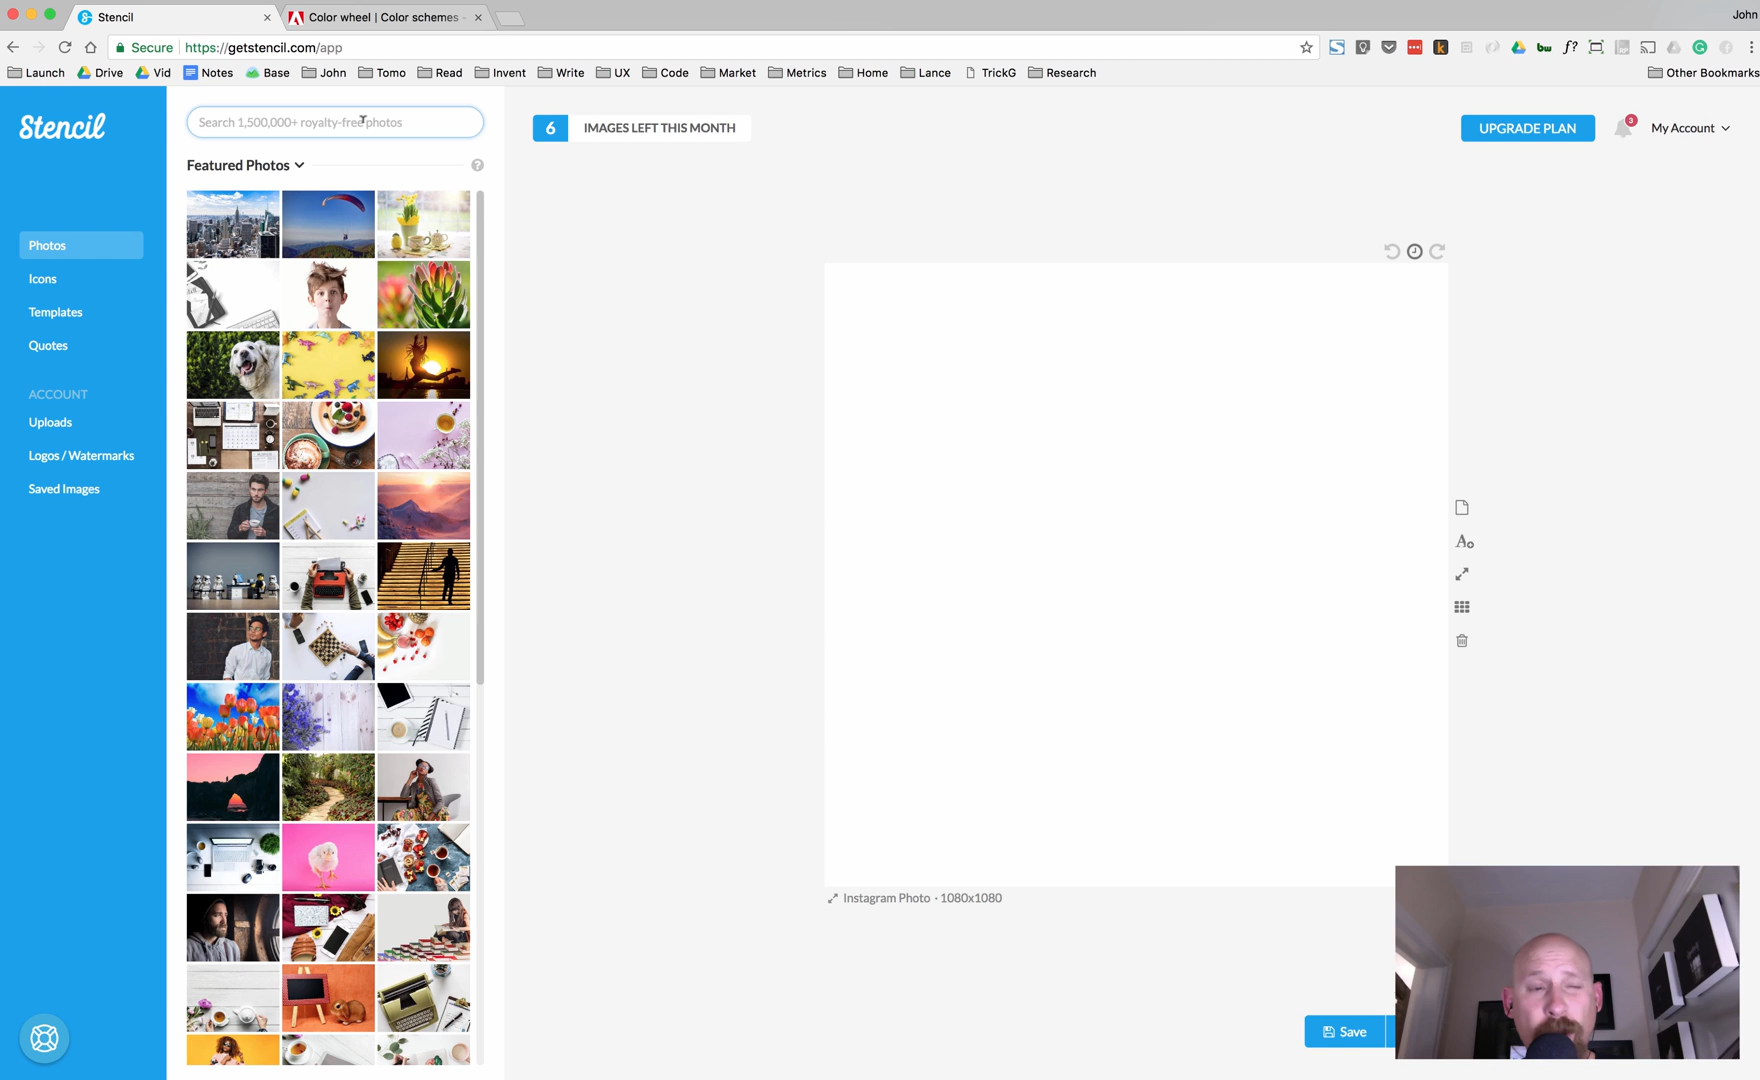 Stencil
Color wheel | Color schemes -
John
Secure
https://getstencil.com/app
Launch
Drive
Vid
Notes
Base
John
Tomo
Read
Invent
Write
UX
Code
Market
Metrics
Home
Lance
TrickG
Research
Other Bookmarks
Stencil
Search 1,500,000+ royalty-free photos
6
IMAGES LEFT THIS MONTH
UPGRADE PLAN
3
My Account
Featured Photos
?
Photos
Icons
Templates
Quotes
ACCOUNT
Uploads
Logos / Watermarks
Saved Images
Instagram Photo · 1080x1080
Save